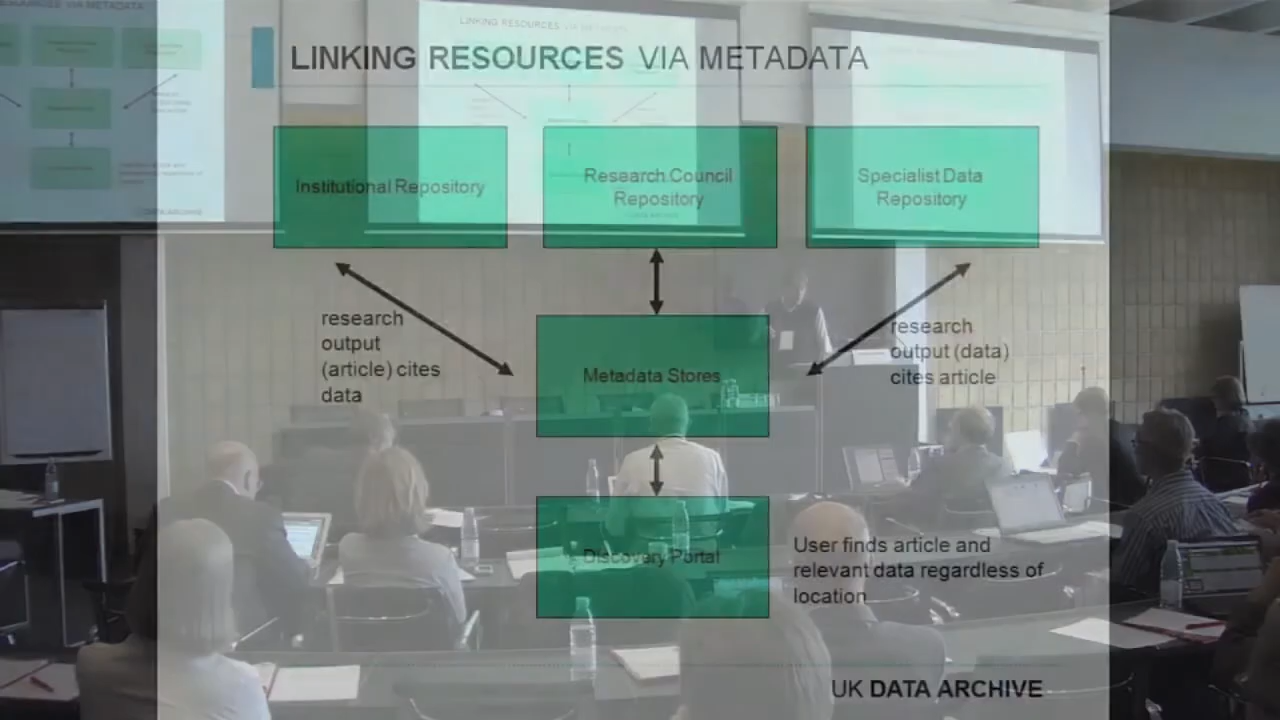 LINKING RESOURCES VIA METADATA
Institutional Repository
Research Council
Repository
Specialist Data
Repository
research
output
(article) cites
data
Metadata Stores
research
output (data)
cites article
Discovery Portal
User finds article and
relevant data regardless of
location
UK DATA ARCHIVE